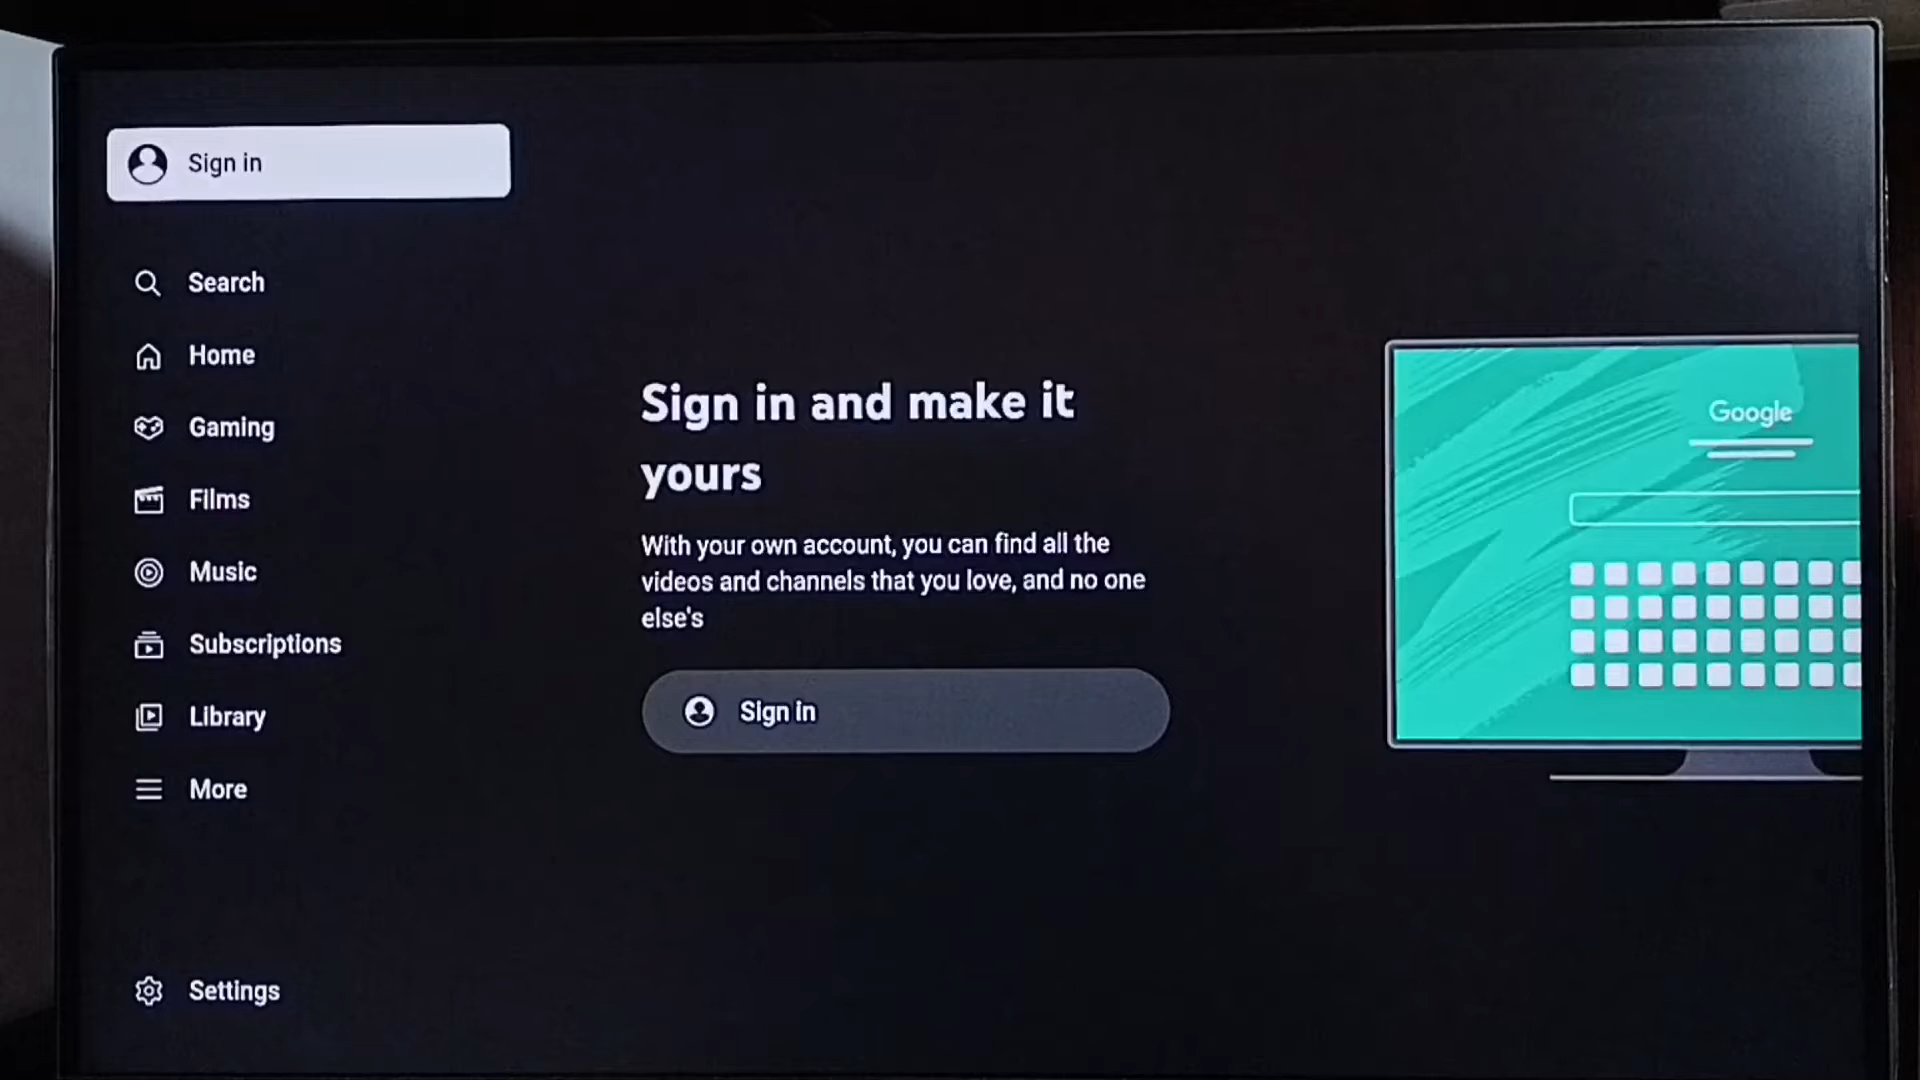 Sign in
Search
Home
Gaming
Films
Music
Subscriptions
Library
More
Settings
Sign in and make it
yours
With your own account, you can find all the
videos and channels that you love, and no one
else's
Sign in
Google